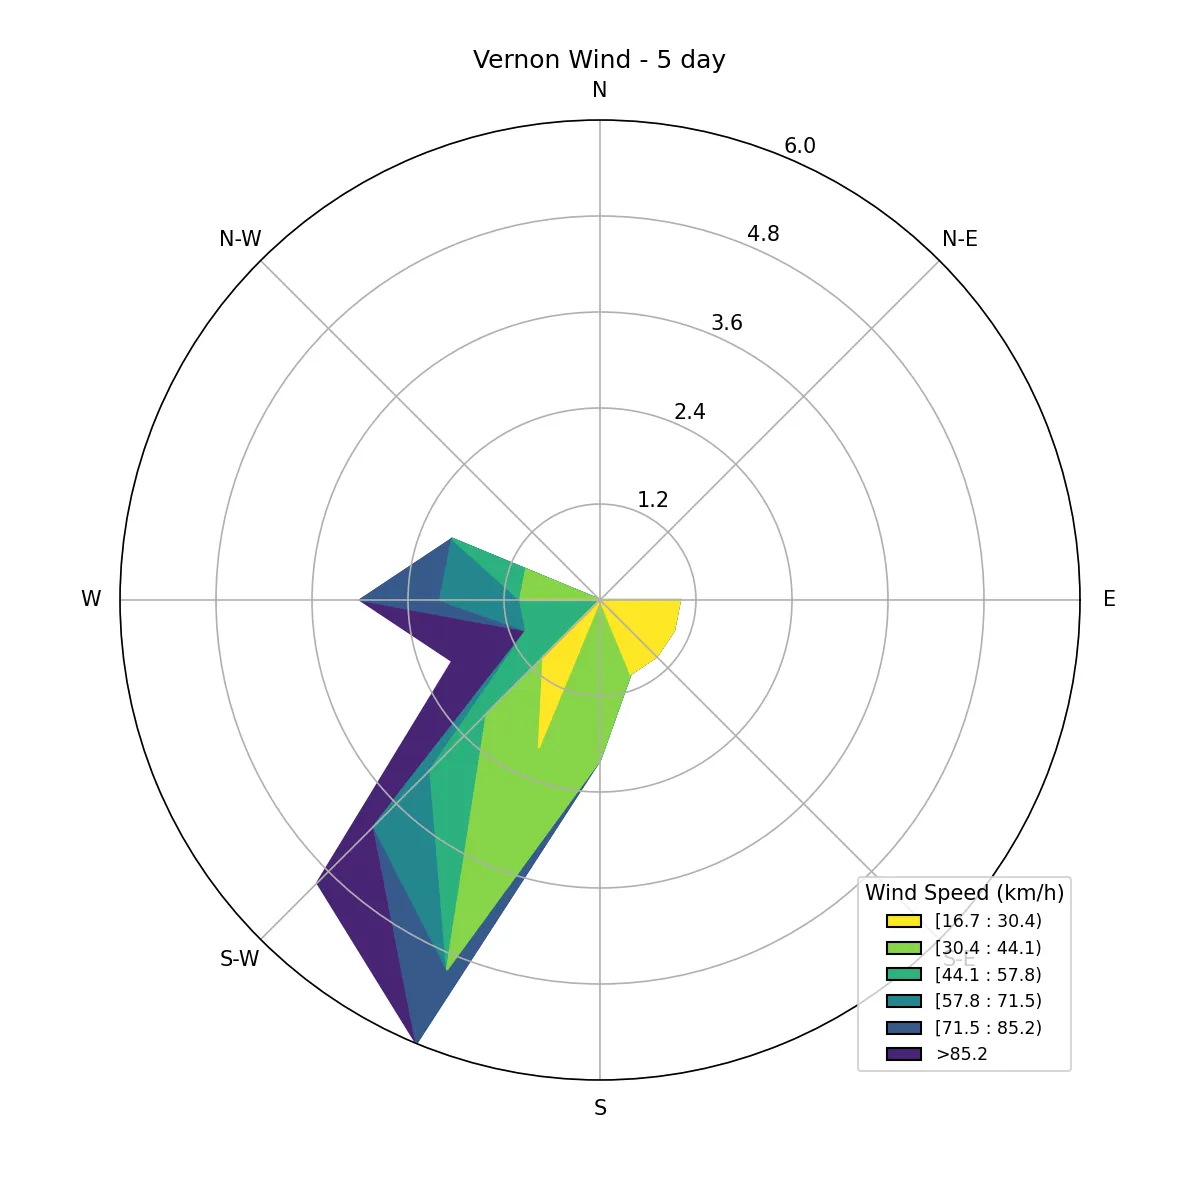 Vernon Wind - 5 day
N
6.0
N-W
4.8
N-E
3.6
2.4
1.2
W
E
Wind Speed (km/h)
[16.7 : 30.4)
[30.4 : 44.1)
S-W
S-E
[44.1 : 57.8)
[57.8 : 71.5)
[71.5 : 85.2)
>85.2
S